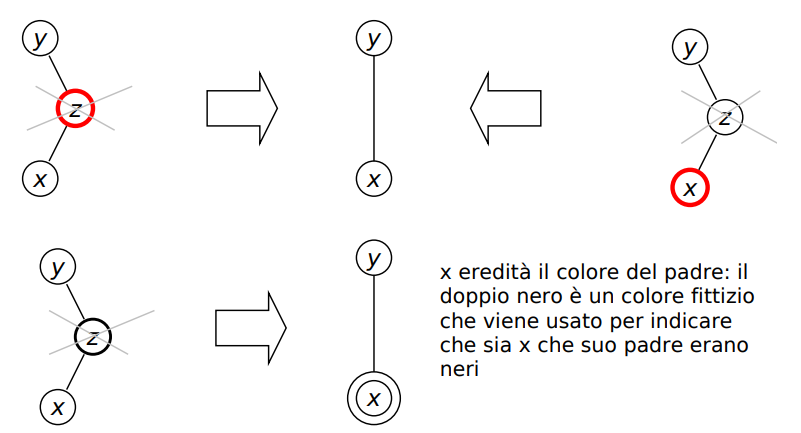 y
y
y
z
z
x
x
x
y
y
z
x
x
x eredità il colore del padre: il
doppio nero è un colore fittizio
che viene usato per indicare
che sia x che suo padre erano
neri